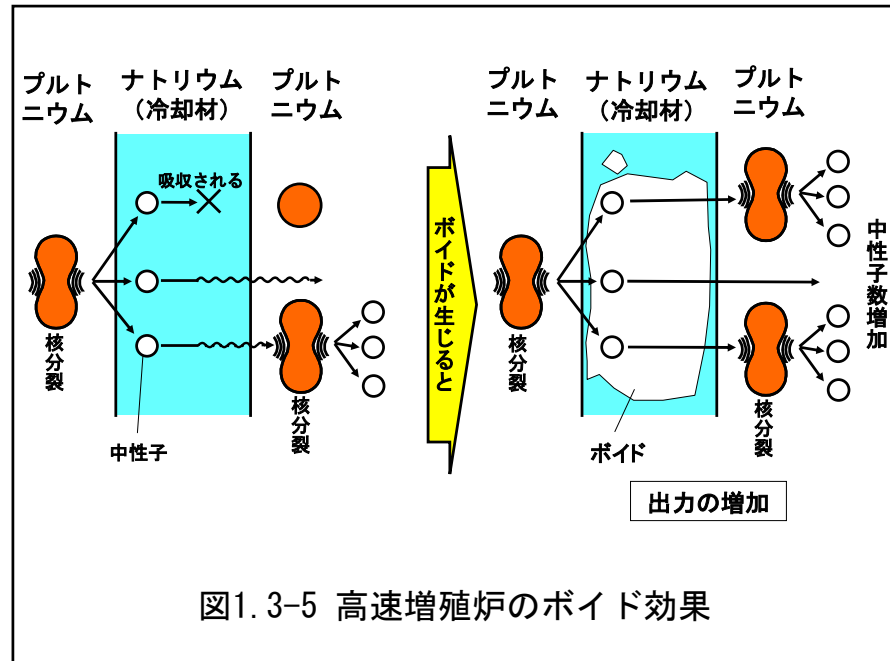 プルト
ニウム
ナトリウム
（冷却材）
プルト
ニウム
吸収される
核分裂
中性子
核分裂
ボイドが生じると
プルト
ニウム
ナトリウム
（冷却材）
プルト
ニウム
核分裂
ボイド
核分裂
中性子数増加
出力の増加
図1.3-5 高速増殖炉のボイド効果